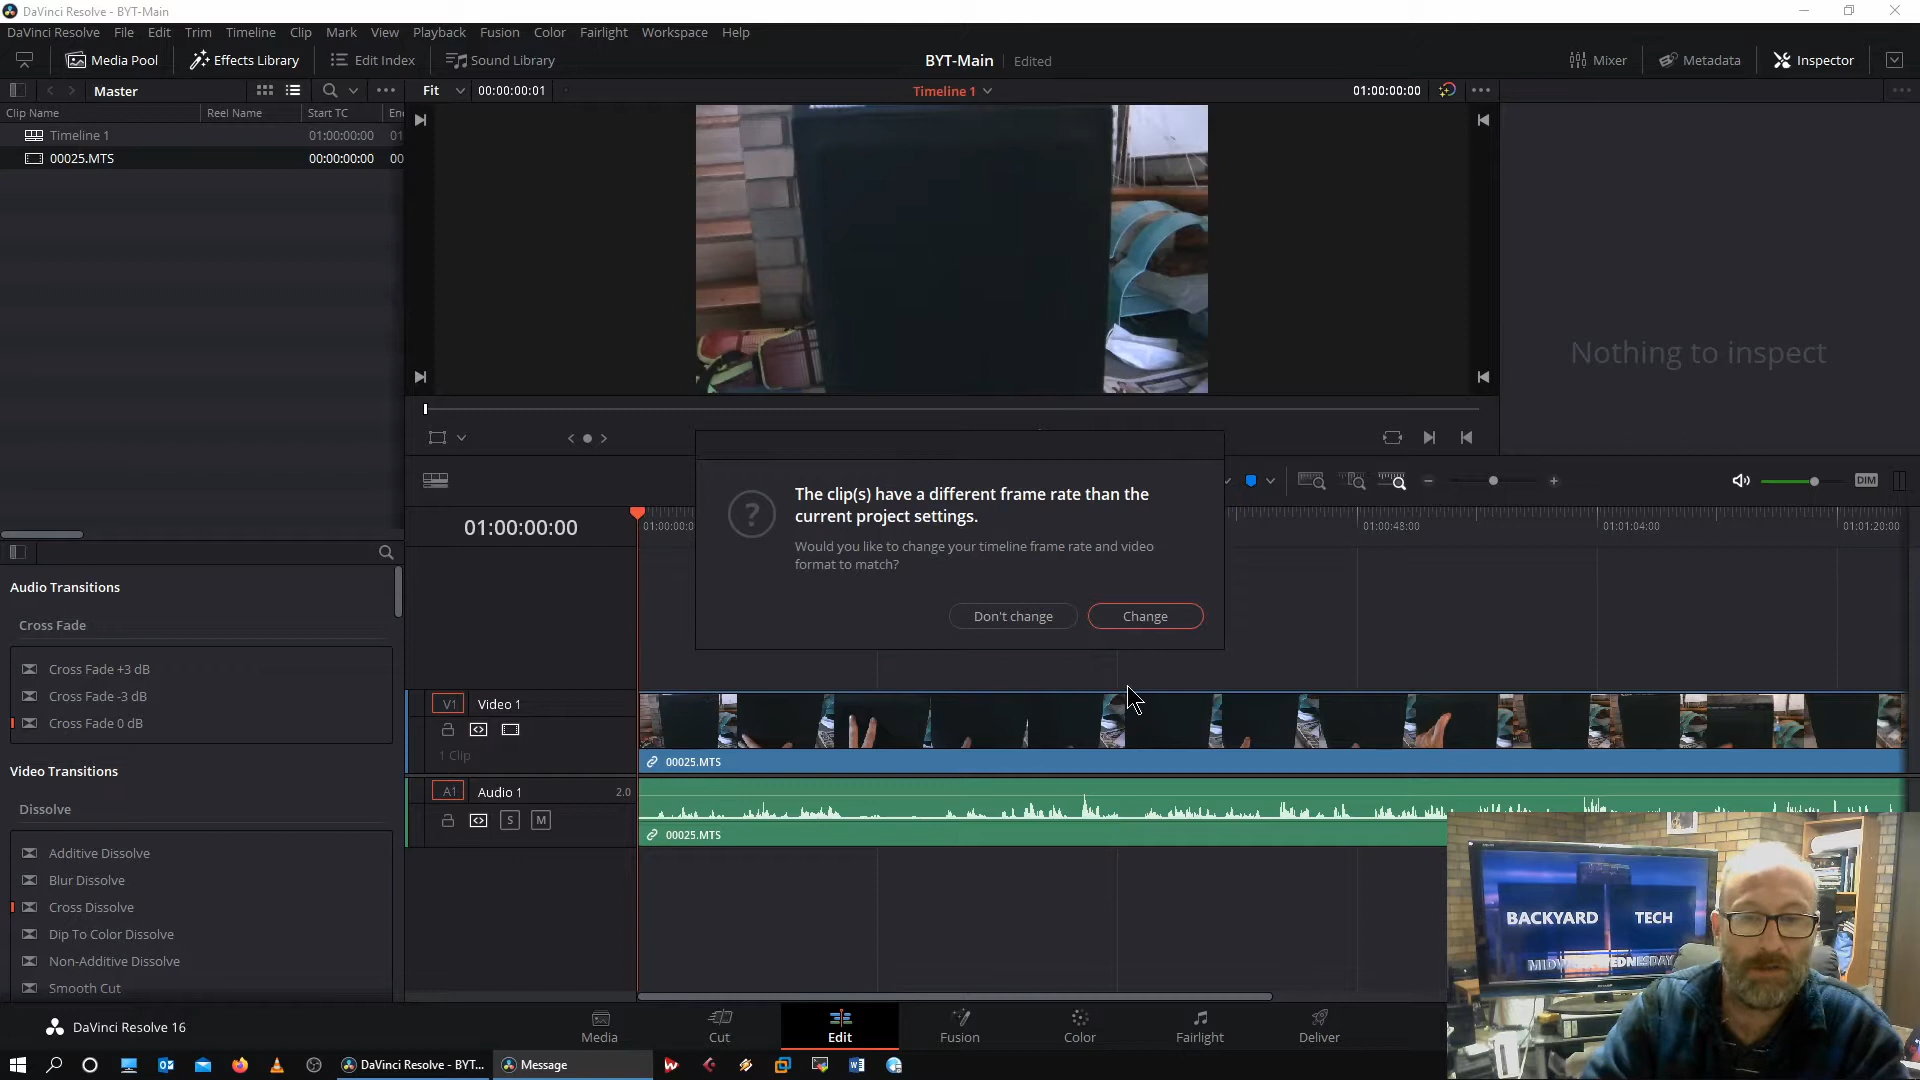 DaVinci Resolve - BYT-Main
DaVinci Resolve File Edit Trim Timeline Clip Mark View Playback Fusion Color Fairlight Workspace Help
Media Pool Effects Library Edit Index Sound Library BYT-Main Edited Mixer Metadata Inspector
Master Fit 00:00:00:01 Timeline 1 01:00:00:00
Clip Name Reel Name Start TC
Timeline 1 01:00:00:00 01
00025.MTS 00:00:00:00 00
Nothing to inspect
The clip(s) have a different frame rate than the
current project settings.
Would you like to change your timeline frame rate and video
format to match?
Don't change Change
DIM
01:00:00:00
01:00:48:00 01:01:04:00 01:01:20:00
Audio Transitions
Cross Fade
Cross Fade +3 dB
Cross Fade -3 dB
Cross Fade 0 dB
Video Transitions
Dissolve
Additive Dissolve
Blur Dissolve
Cross Dissolve
Dip To Color Dissolve
Non-Additive Dissolve
Smooth Cut
V1 Video 1
1 Clip
00025.MTS
A1 Audio 1 2.0
S M
00025.MTS
BACKYARD TECH
DaVinci Resolve 16
Media Cut Edit Fusion Color Fairlight Deliver
DaVinci Resolve - BYT... Message